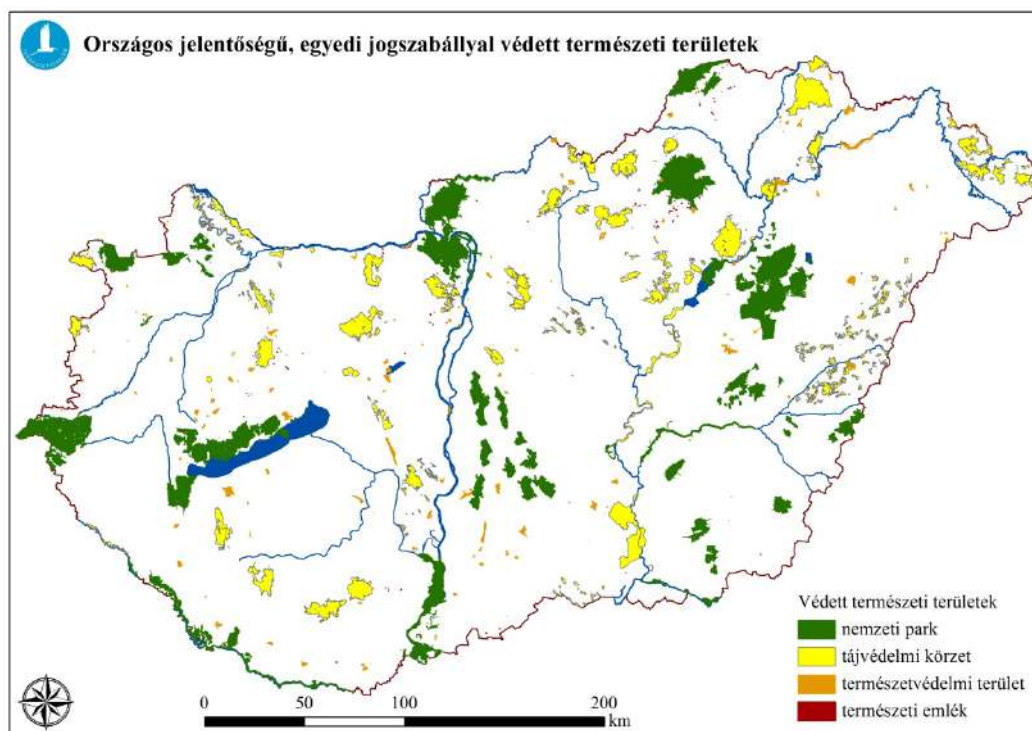 Országos jelentőségű, egyedi jogszabállyal védett természeti területek
Védett természeti területek
nemzeti park
tájvédelmi körzet
természetvédelmi terület
természeti emlék
0 50 100 200
km